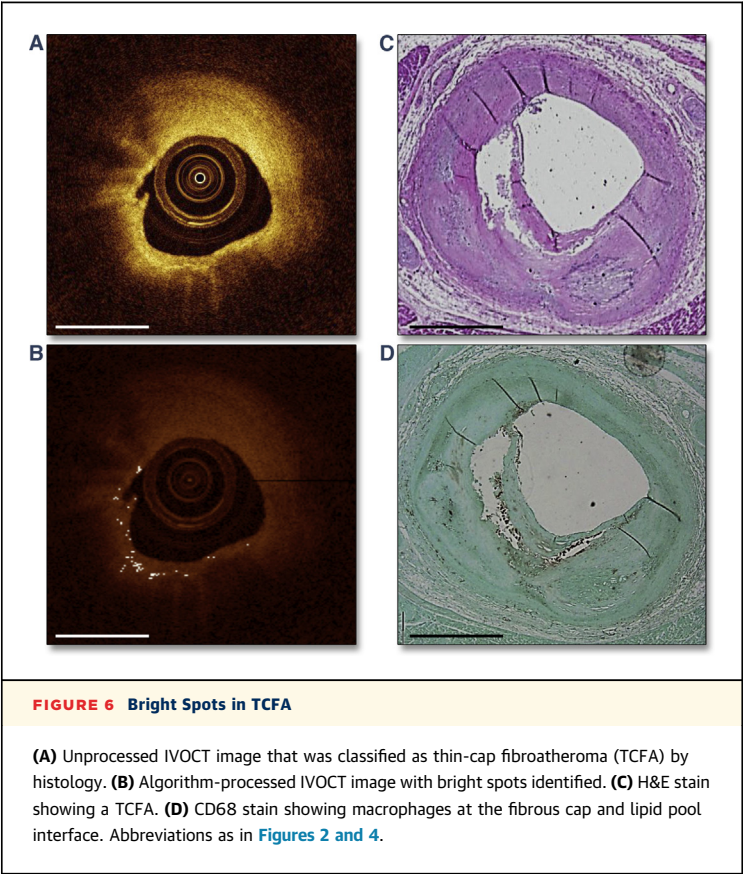 A
C
B
D
FIGURE 6 Bright Spots in TCFA
(A) Unprocessed IVOCT image that was classified as thin-cap fibroatheroma (TCFA) by
histology. (B) Algorithm-processed IVOCT image with bright spots identified. (C) H&E stain
showing a TCFA. (D) CD68 stain showing macrophages at the fibrous cap and lipid pool
interface. Abbreviations as in Figures 2 and 4.